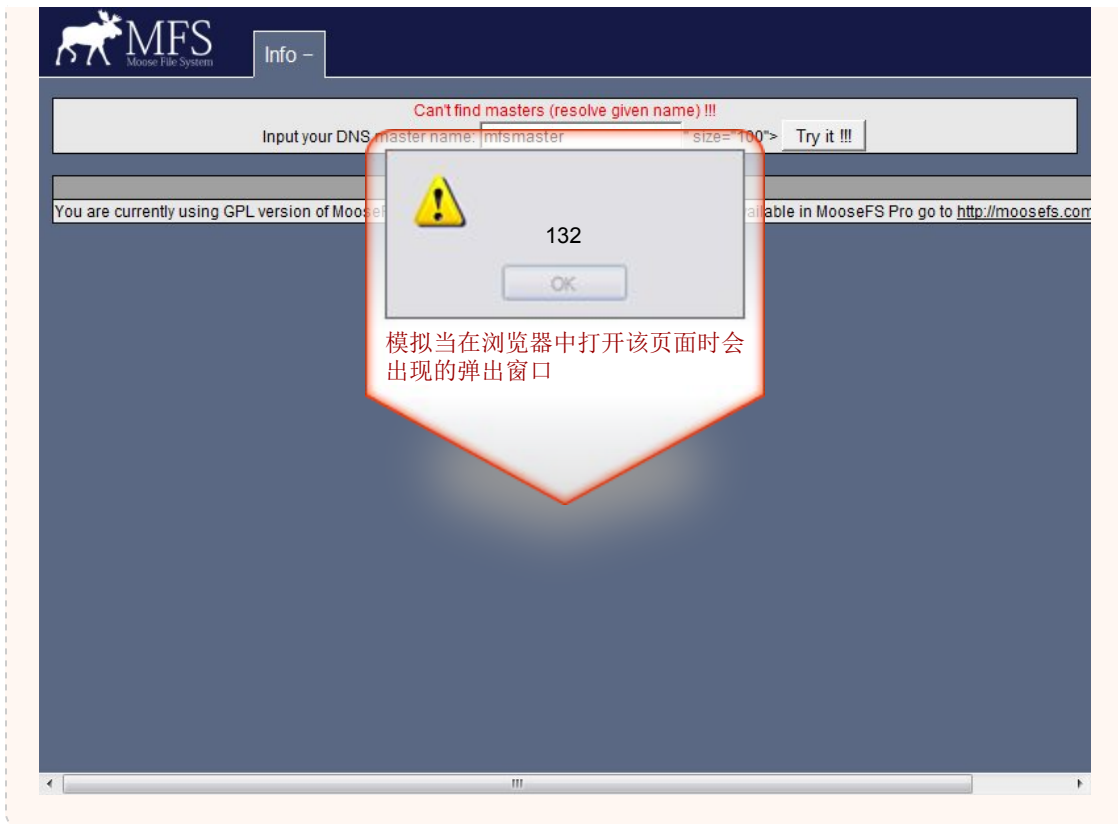 MFS
Moose File System
Info –
Can't find masters (resolve given name) !!!
Input your DNS master name: mfsmaster " size="100"> Try it !!!
You are currently using GPL version of Moose ailable in MooseFS Pro go to http://moosefs.com
132
OK
模拟当在浏览器中打开该页面时会
出现的弹出窗口